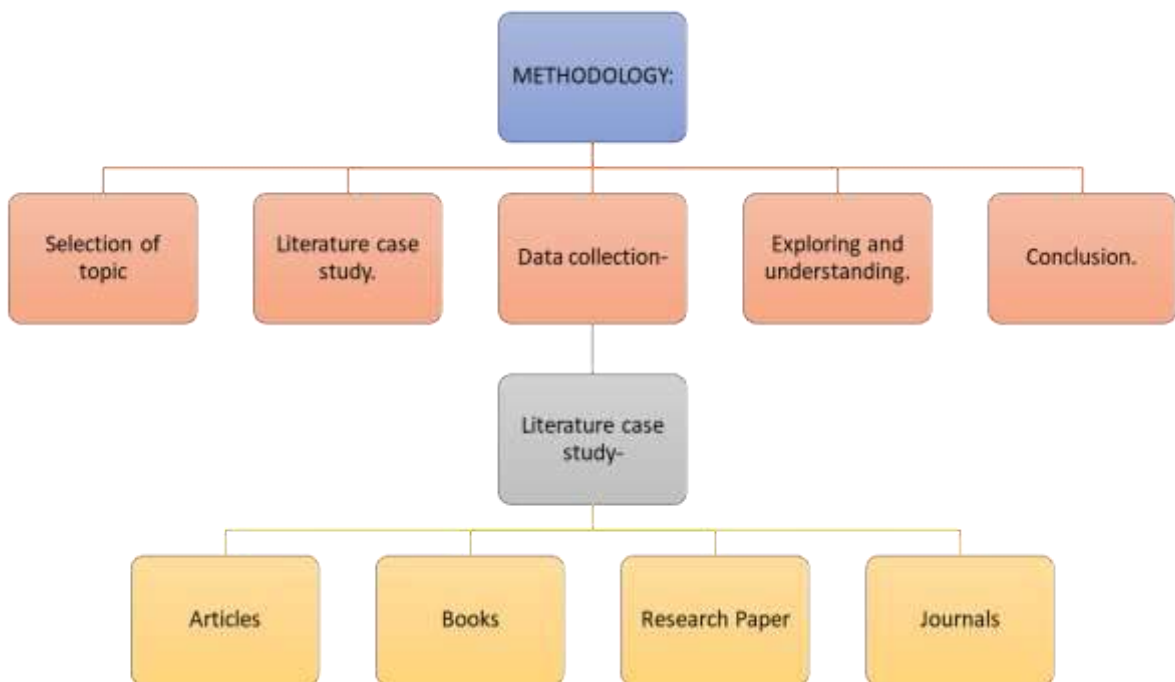 METHODOLOGY:
Selection of
topic
Literature case
study.
Data collection-
Exploring and
understanding.
Conclusion.
Literature case
study-
Articles
Books
Research Paper
Journals